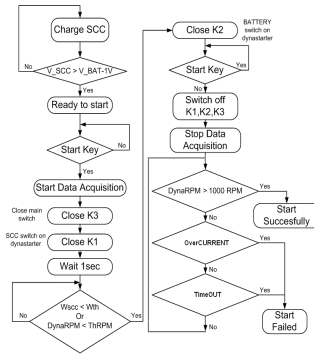 Charge SCC
No
V_SCC > V_BAT-1V
Yes
Ready to start
Start Key
No
Yes
Start Data Acquisition
Close main
switch
Close K3
SCC switch on
dynastarter
Close K1
Wait 1sec
Wscc < Wth
Or
DynaRPM < ThRPM
No
Yes
Close K2
BATTERY
switch on
dynastarter
Start Key
Yes
No
Switch off
K1,K2,K3
Stop Data
Acquisition
DynaRPM > 1000 RPM
Yes
Start
Succesfully
No
OverCURRENT
Yes
No
TimeOUT
Yes
No
Start
Failed